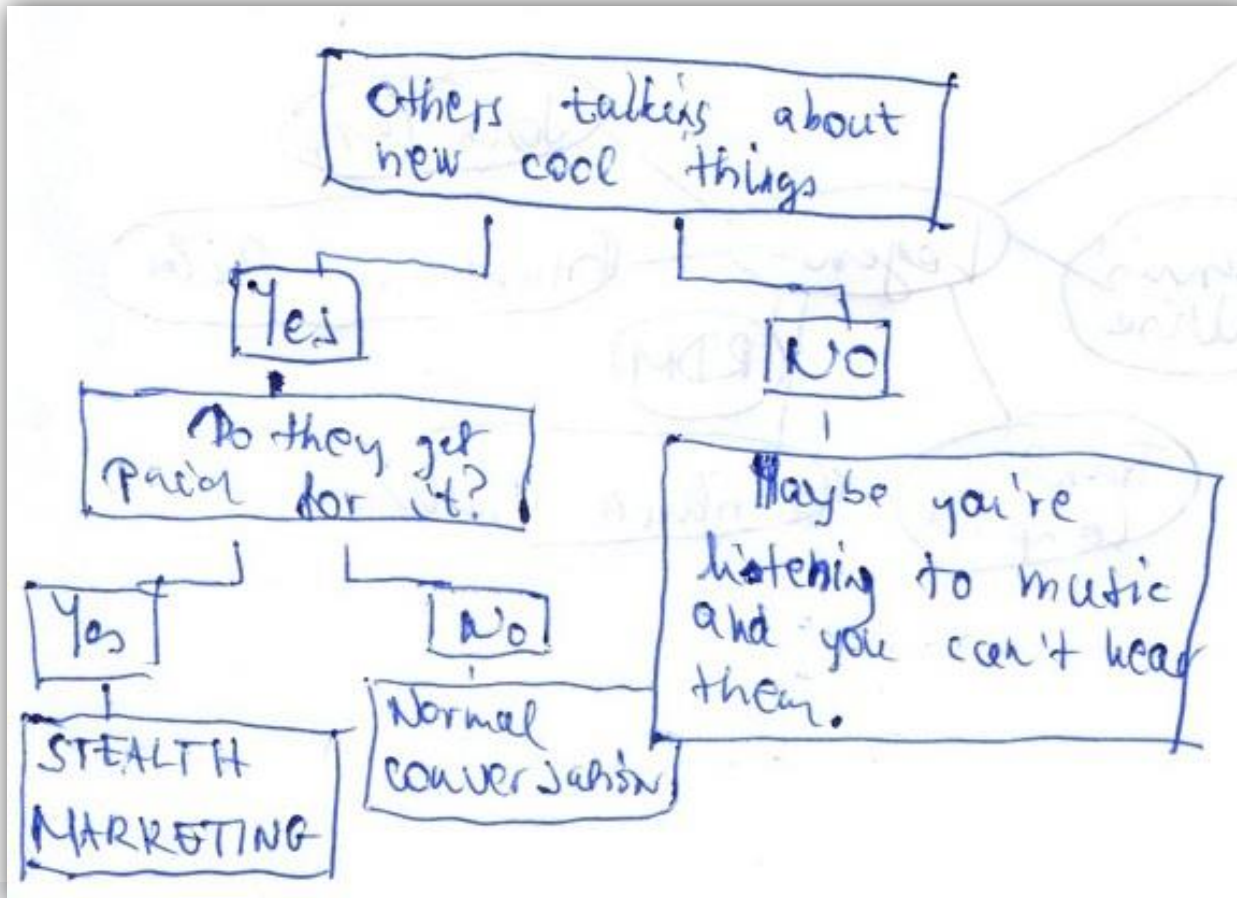 Others talking about
new cool things
Yes
No
Do they get
paid for it?
Maybe you're
listening to music
and you can't hear
them.
Yes
No
STEALTH
MARKETING
Normal
conversation